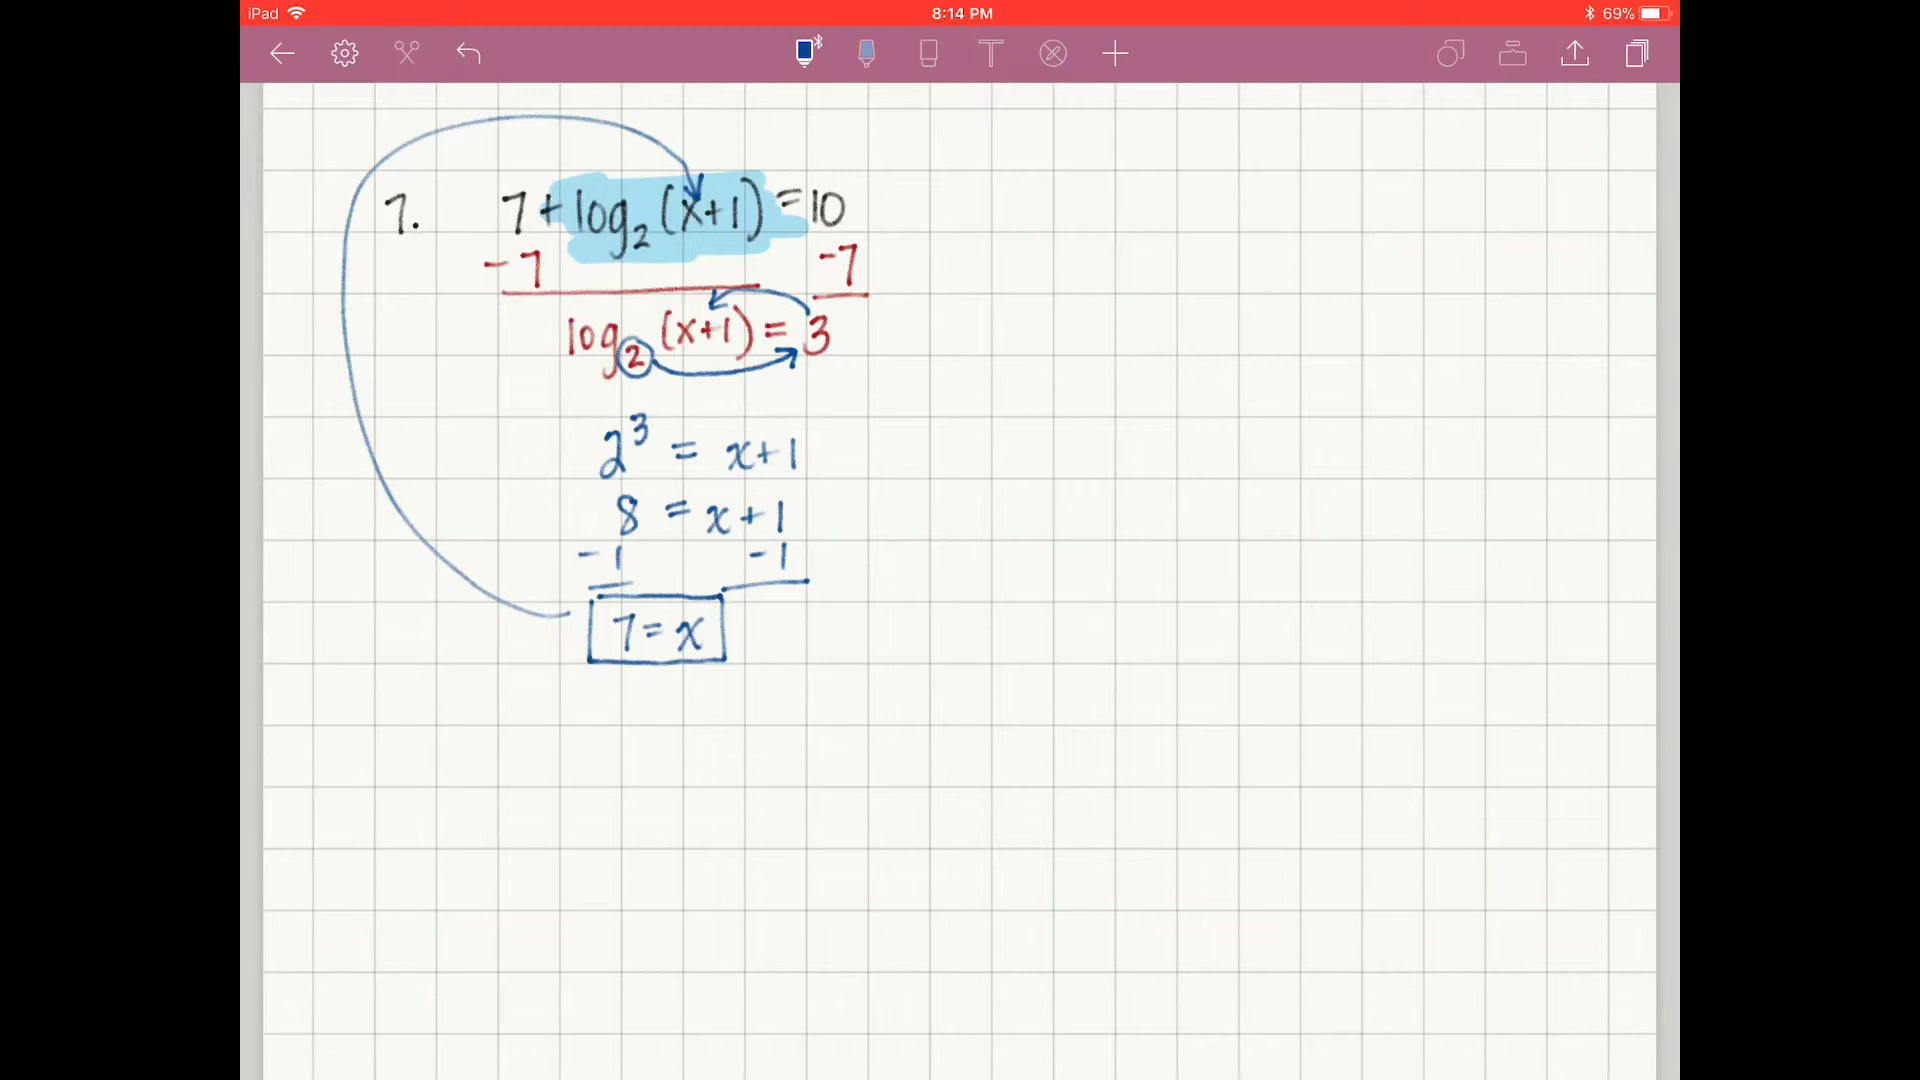 iPad 8:14 PM 69%
7. 7+log₂(x+1)=10
-7 -7
log₂(x+1)=3
2³ = x+1
8 = x+1
-1 -1
7=x